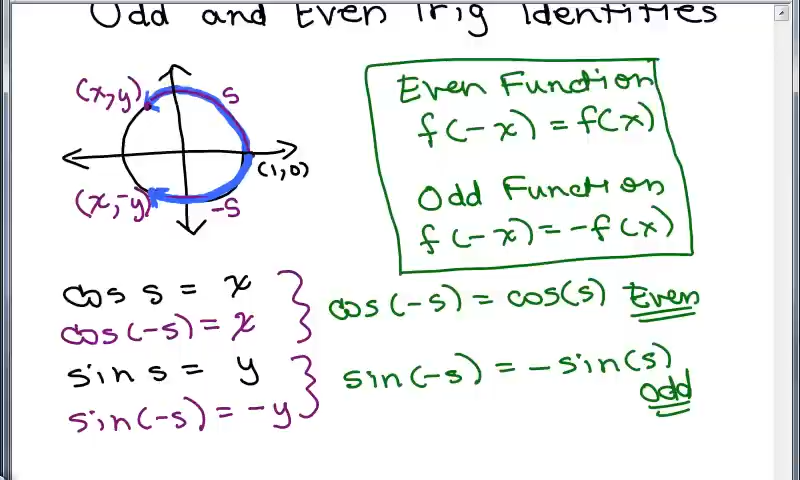 Odd and Even Trig Identities
(x,y)
s
(1,0)
(x,-y)
-s
Even Function
f(-x) = f(x)
Odd Function
f(-x) = -f(x)
cos s = x
cos(-s) = x
cos(-s) = cos(s) Even
sin s = y
sin(-s) = -y
sin(-s) = -sin(s)
Odd